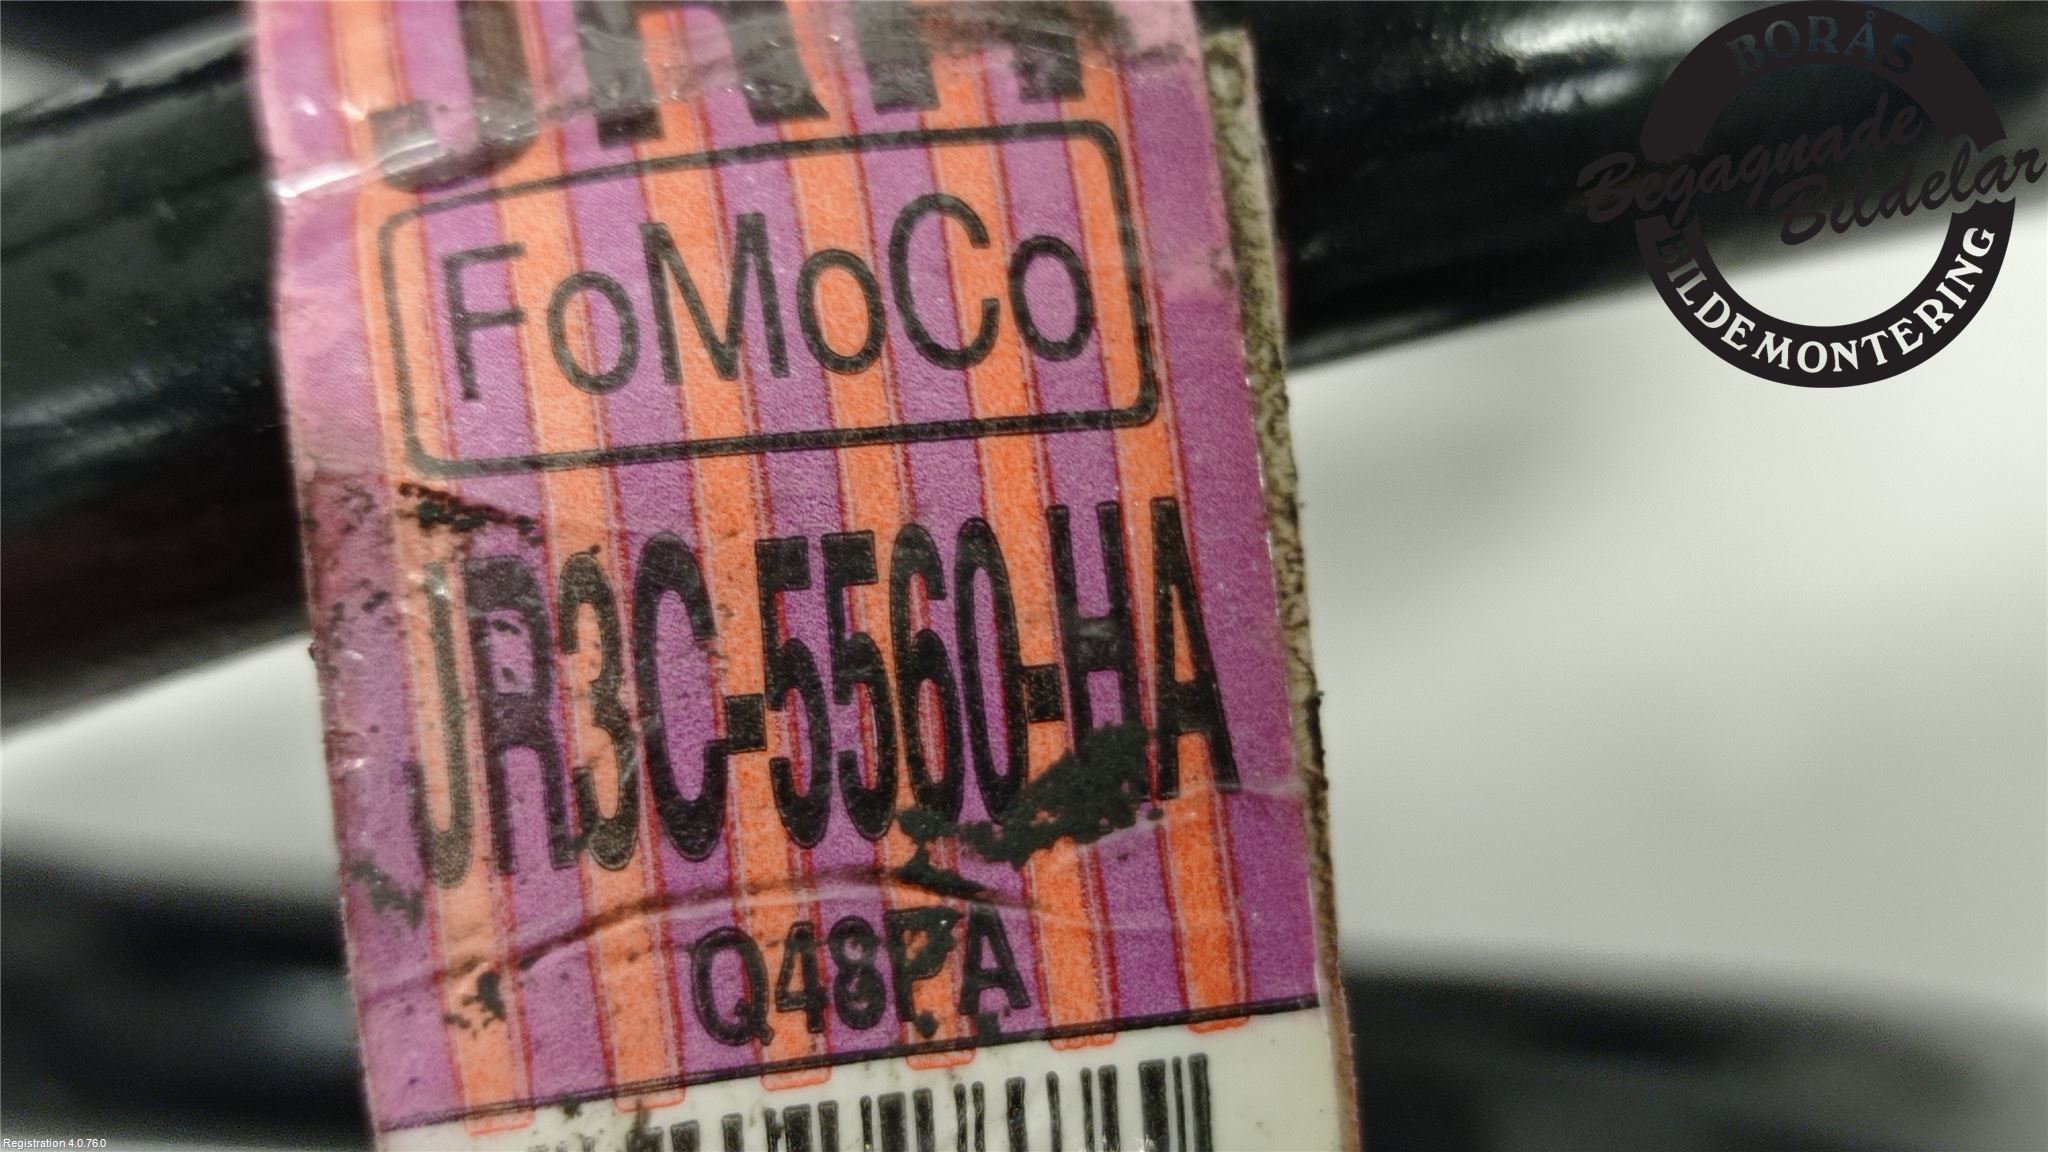 FoMoCo
JR3C-5560-HA
Q48PA
BORÅS
Begagnade
Bildelar
BILDEMONTERING
Registration 4.0.76.0